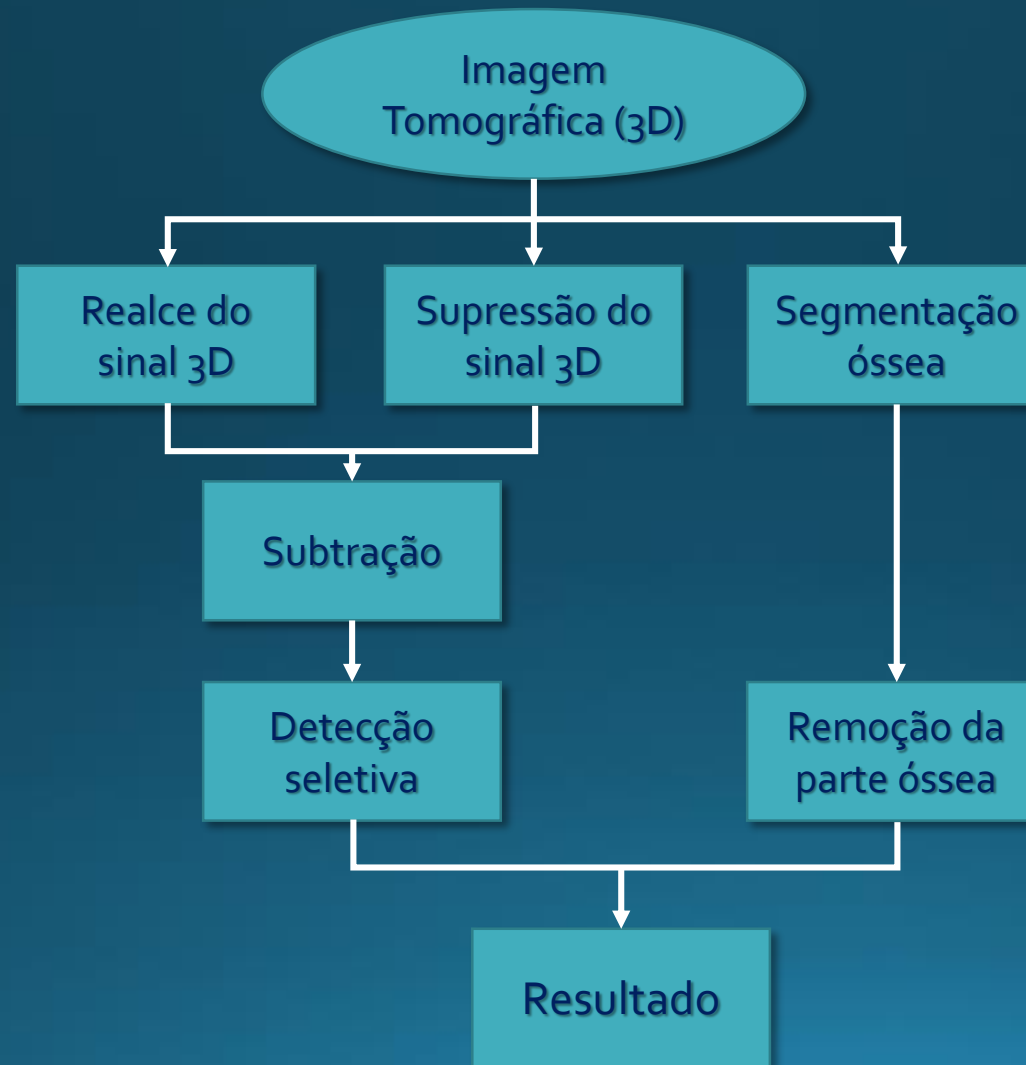 Imagem
Tomográfica (3D)
Realce do
sinal 3D
Supressão do
sinal 3D
Segmentação
óssea
Subtração
Detecção
seletiva
Remoção da
parte óssea
Resultado